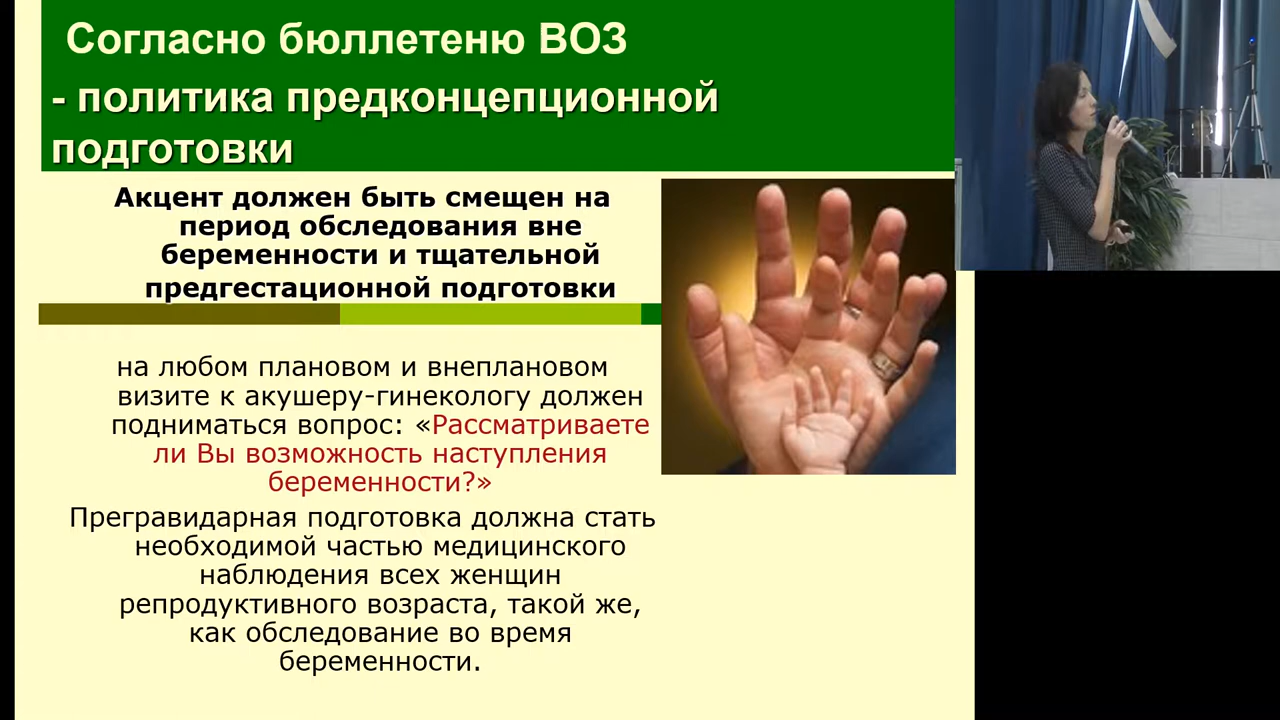 Согласно бюллетеню ВОЗ
- политика предконцепционной
подготовки
Акцент должен быть смещен на
период обследования вне
беременности и тщательной
предгестационной подготовки
на любом плановом и внеплановом
визите к акушеру-гинекологу должен
подниматься вопрос: «Рассматриваете
ли Вы возможность наступления
беременности?»
Прегравидарная подготовка должна стать
необходимой частью медицинского
наблюдения всех женщин
репродуктивного возраста, такой же,
как обследование во время
беременности.